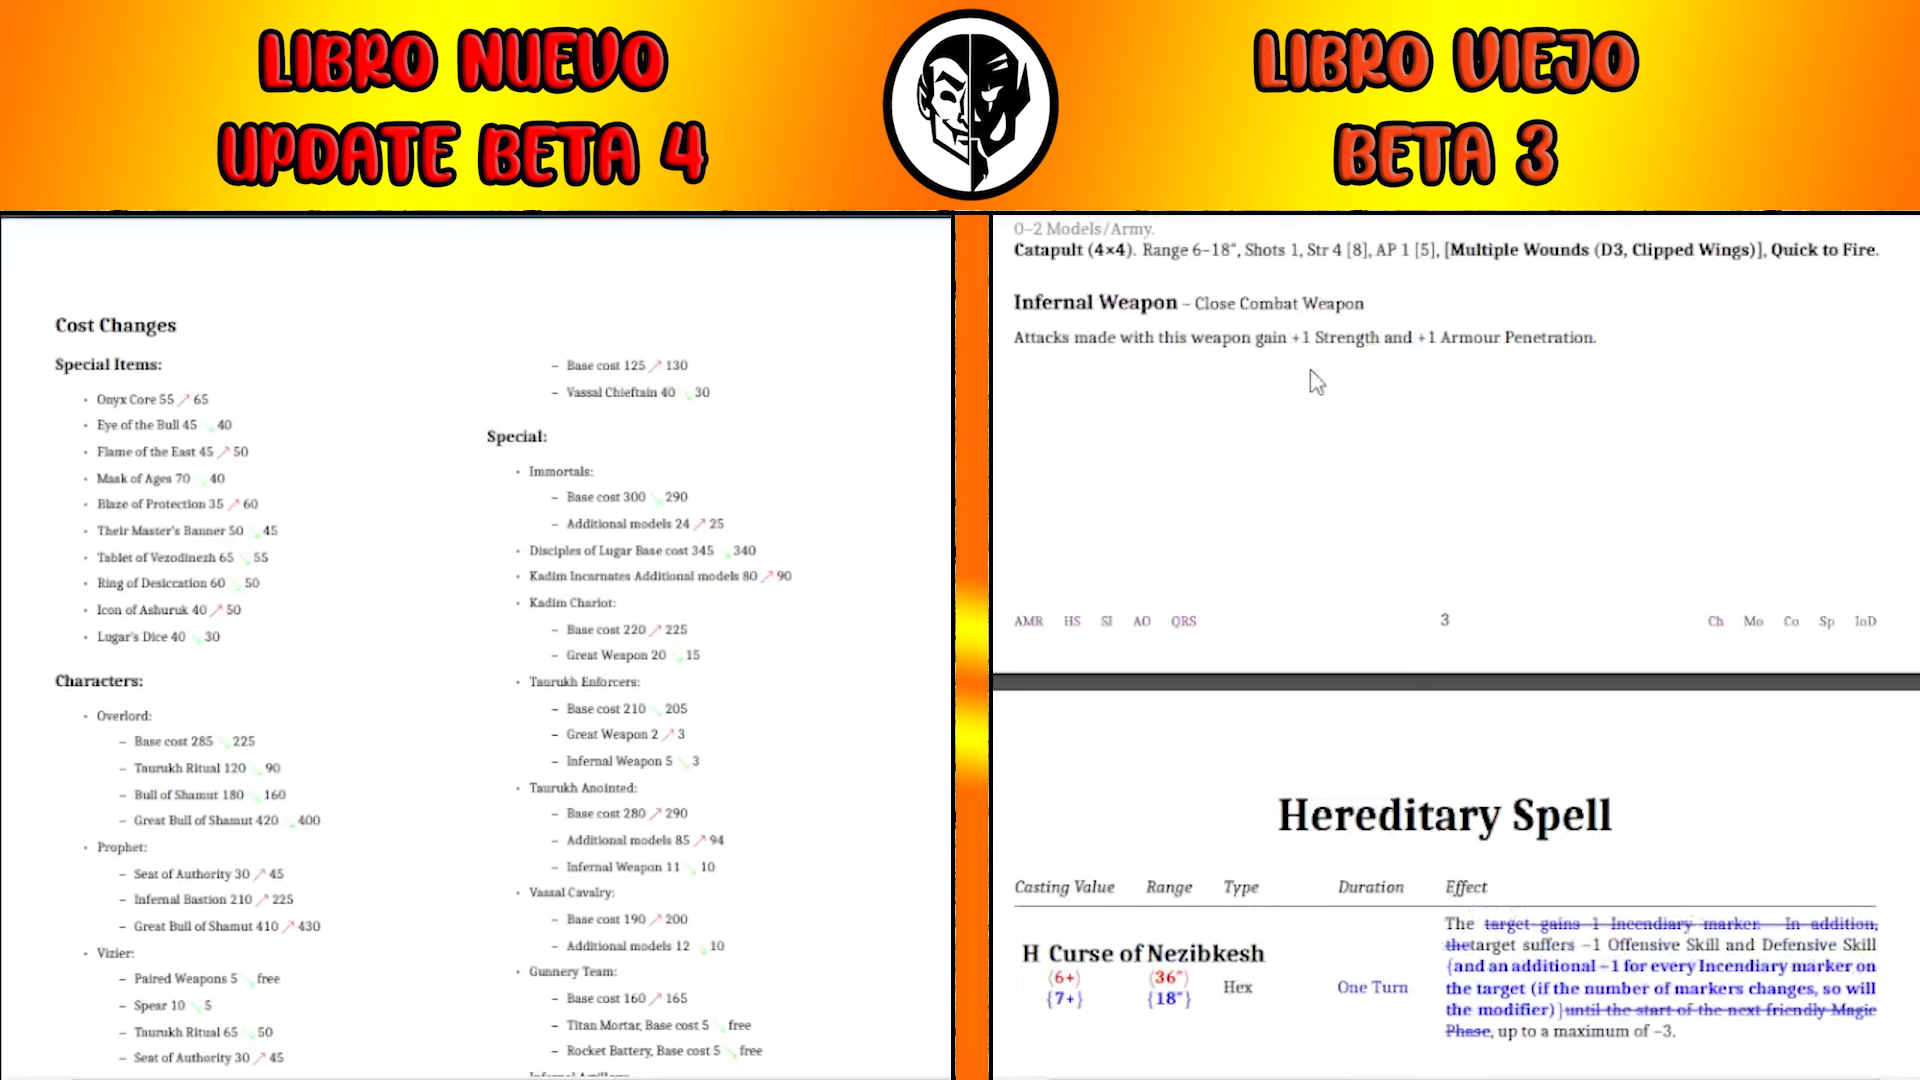 LIBRO NUEVO
UPDATE BETA 4
LIBRO VIEJO
BETA 3
Cost Changes
Special Items:
• Onyx Core 55 ↗ 65
• Eye of the Bull 45 ↘ 40
• Flame of the East 45 ↗ 50
• Mask of Ages 70 ↘ 40
• Blaze of Protection 35 ↗ 60
• Their Master's Banner 50 ↘ 45
• Tablet of Vezodinezh 65 ↘ 55
• Ring of Desiccation 60 ↘ 50
• Icon of Ashuruk 40 ↗ 50
• Lugar's Dice 40 ↘ 30
Characters:
• Overlord:
– Base cost 285 ↘ 225
– Taurukh Ritual 120 ↘ 90
– Bull of Shamut 180 ↘ 160
– Great Bull of Shamut 420 ↘ 400
• Prophet:
– Seat of Authority 30 ↗ 45
– Infernal Bastion 210 ↗ 225
– Great Bull of Shamut 410 ↗ 430
• Vizier:
– Paired Weapons 5 ↘ free
– Spear 10 ↘ 5
– Taurukh Ritual 65 ↘ 50
– Seat of Authority 30 ↗ 45
– Base cost 125 ↗ 130
– Vassal Chieftain 40 ↘ 30
Special:
• Immortals:
– Base cost 300 ↘ 290
– Additional models 24 ↗ 25
• Disciples of Lugar Base cost 345 ↘ 340
• Kadim Incarnates Additional models 80 ↗ 90
• Kadim Chariot:
– Base cost 220 ↗ 225
– Great Weapon 20 ↘ 15
• Taurukh Enforcers:
– Base cost 210 ↘ 205
– Great Weapon 2 ↗ 3
– Infernal Weapon 5 ↘ 3
• Taurukh Anointed:
– Base cost 280 ↗ 290
– Additional models 85 ↗ 94
– Infernal Weapon 11 ↘ 10
• Vassal Cavalry:
– Base cost 190 ↗ 200
– Additional models 12 ↘ 10
• Gunnery Team:
– Base cost 160 ↗ 165
– Titan Mortar, Base cost 5 ↘ free
– Rocket Battery, Base cost 5 ↘ free
0–2 Models/Army.
Catapult (4×4). Range 6–18", Shots 1, Str 4 [8], AP 1 [5], [Multiple Wounds (D3, Clipped Wings)], Quick to Fire.
Infernal Weapon – Close Combat Weapon
Attacks made with this weapon gain +1 Strength and +1 Armour Penetration.
AMR HS SI AO QRS 3 Ch Mo Co Sp IoD
Hereditary Spell
Casting Value Range Type Duration Effect
H Curse of Nezibkesh
(6+) (36")
{7+} {18"}
Hex
One Turn
The target gains 1 Incendiary marker. In addition,
thetarget suffers −1 Offensive Skill and Defensive Skill
{and an additional −1 for every Incendiary marker on
the target (if the number of markers changes, so will
the modifier)}until the start of the next friendly Magic
Phase, up to a maximum of −3.